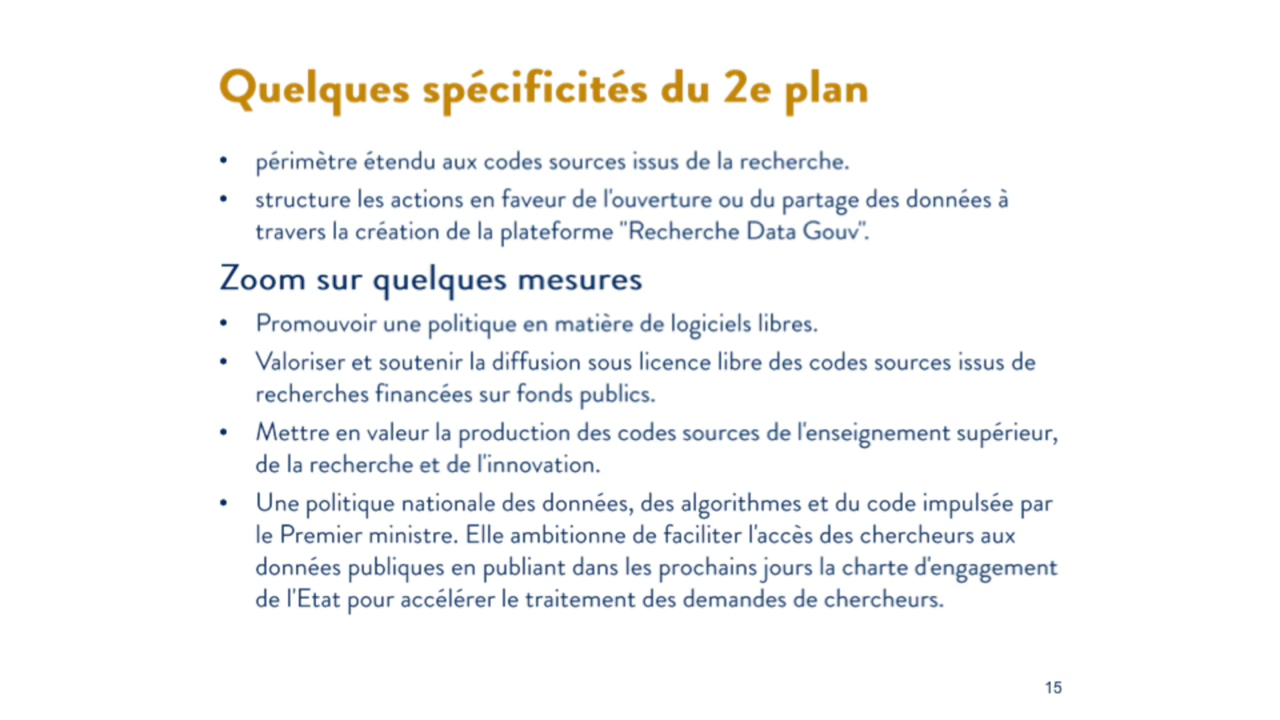 Quelques spécificités du 2e plan
• périmètre étendu aux codes sources issus de la recherche.
• structure les actions en faveur de l'ouverture ou du partage des données à
travers la création de la plateforme "Recherche Data Gouv".
Zoom sur quelques mesures
• Promouvoir une politique en matière de logiciels libres.
• Valoriser et soutenir la diffusion sous licence libre des codes sources issus de
recherches financées sur fonds publics.
• Mettre en valeur la production des codes sources de l'enseignement supérieur,
de la recherche et de l'innovation.
• Une politique nationale des données, des algorithmes et du code impulsée par
le Premier ministre. Elle ambitionne de faciliter l'accès des chercheurs aux
données publiques en publiant dans les prochains jours la charte d'engagement
de l'Etat pour accélérer le traitement des demandes de chercheurs.
15